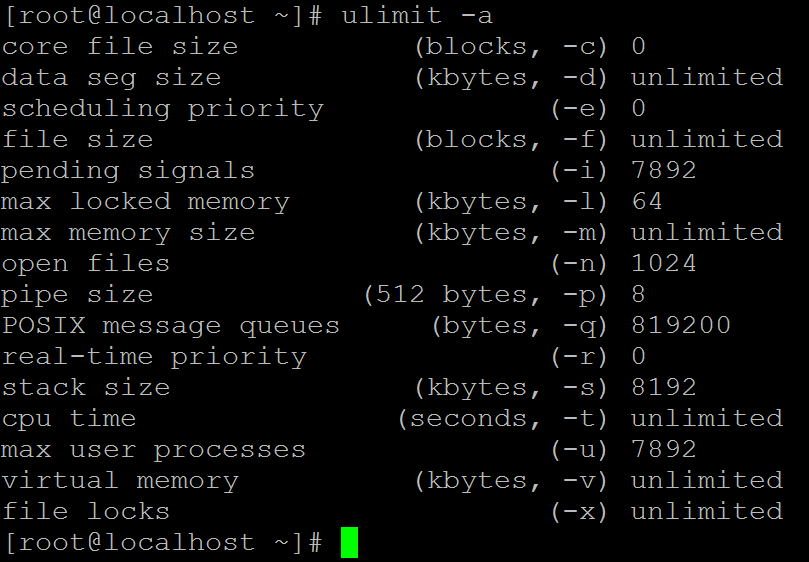 [root@localhost ~]# ulimit -a
core file size          (blocks, -c) 0
data seg size           (kbytes, -d) unlimited
scheduling priority             (-e) 0
file size               (blocks, -f) unlimited
pending signals                 (-i) 7892
max locked memory       (kbytes, -l) 64
max memory size         (kbytes, -m) unlimited
open files                      (-n) 1024
pipe size            (512 bytes, -p) 8
POSIX message queues     (bytes, -q) 819200
real-time priority              (-r) 0
stack size              (kbytes, -s) 8192
cpu time               (seconds, -t) unlimited
max user processes              (-u) 7892
virtual memory          (kbytes, -v) unlimited
file locks                      (-x) unlimited
[root@localhost ~]#